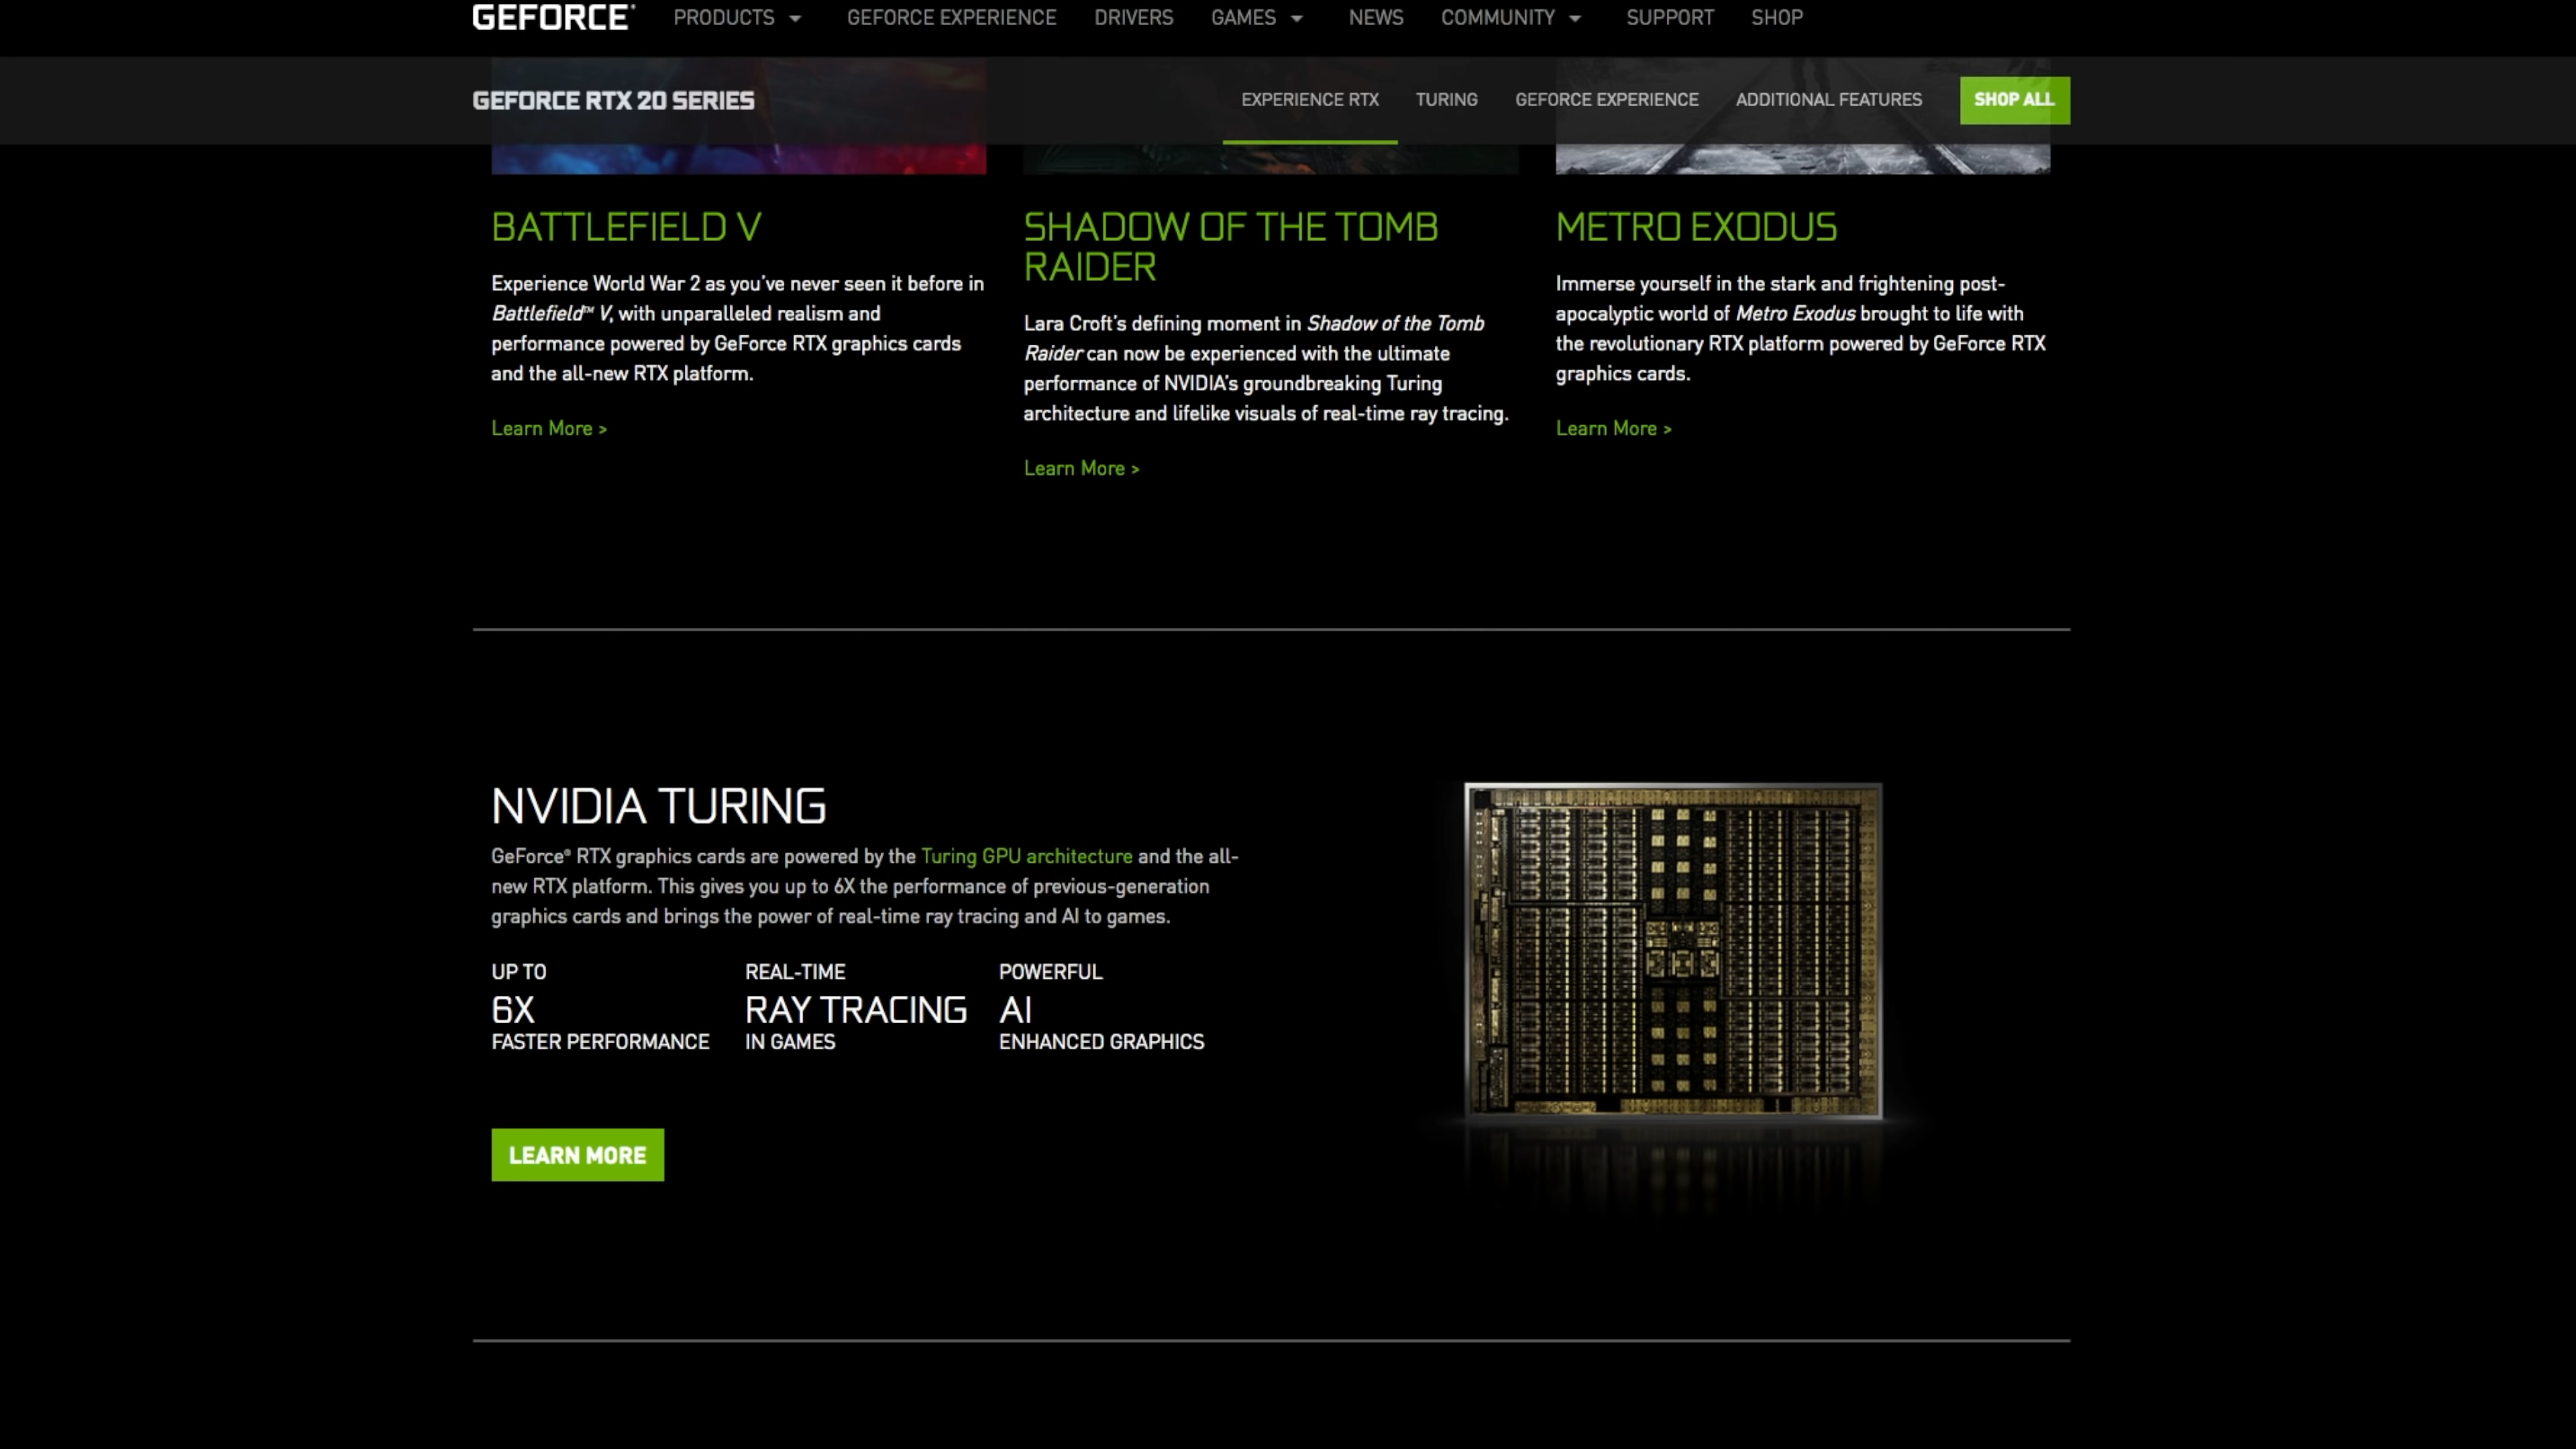 GEFORCE® PRODUCTS GEFORCE EXPERIENCE DRIVERS GAMES NEWS COMMUNITY SUPPORT SHOP
GEFORCE RTX 20 SERIES EXPERIENCE RTX TURING GEFORCE EXPERIENCE ADDITIONAL FEATURES SHOP ALL
BATTLEFIELD V
Experience World War 2 as you’ve never seen it before in
Battlefield™ V, with unparalleled realism and
performance powered by GeForce RTX graphics cards
and the all-new RTX platform.
Learn More >
SHADOW OF THE TOMB
RAIDER
Lara Croft’s defining moment in Shadow of the Tomb
Raider can now be experienced with the ultimate
performance of NVIDIA’s groundbreaking Turing
architecture and lifelike visuals of real-time ray tracing.
Learn More >
METRO EXODUS
Immerse yourself in the stark and frightening post-
apocalyptic world of Metro Exodus brought to life with
the revolutionary RTX platform powered by GeForce RTX
graphics cards.
Learn More >
NVIDIA TURING
GeForce® RTX graphics cards are powered by the Turing GPU architecture and the all-
new RTX platform. This gives you up to 6X the performance of previous-generation
graphics cards and brings the power of real-time ray tracing and AI to games.
UP TO
6X
FASTER PERFORMANCE
REAL-TIME
RAY TRACING
IN GAMES
POWERFUL
AI
ENHANCED GRAPHICS
LEARN MORE